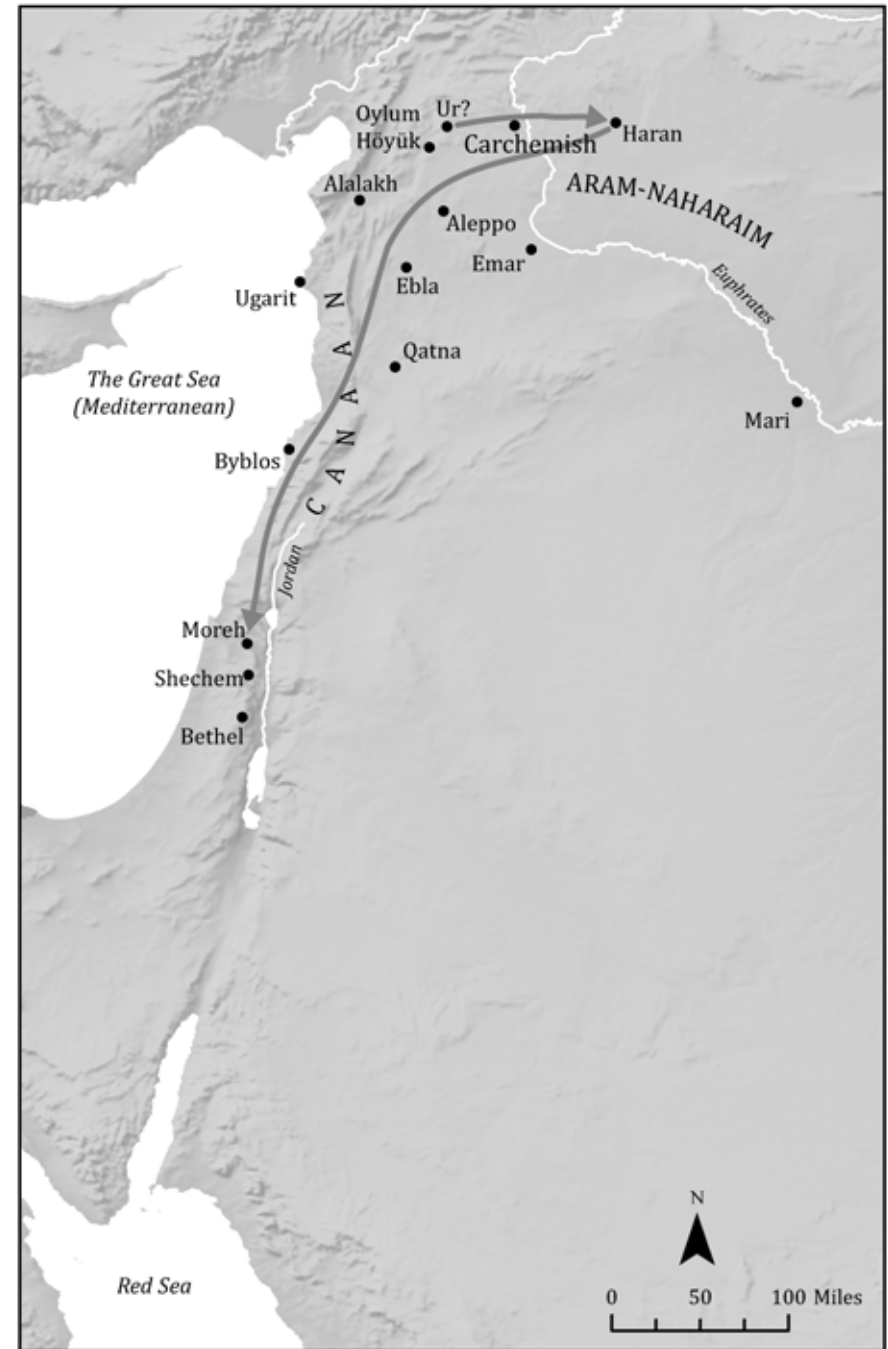 Oylum
Höyük
Ur?
Carchemish
Haran
Alalakh
ARAM-NAHARAIM
Aleppo
Emar
Ebla
Ugarit
Euphrates
CANAAN
Qatna
The Great Sea
(Mediterranean)
Mari
Byblos
Jordan
Moreh
Shechem
Bethel
N
Red Sea
0 50 100 Miles